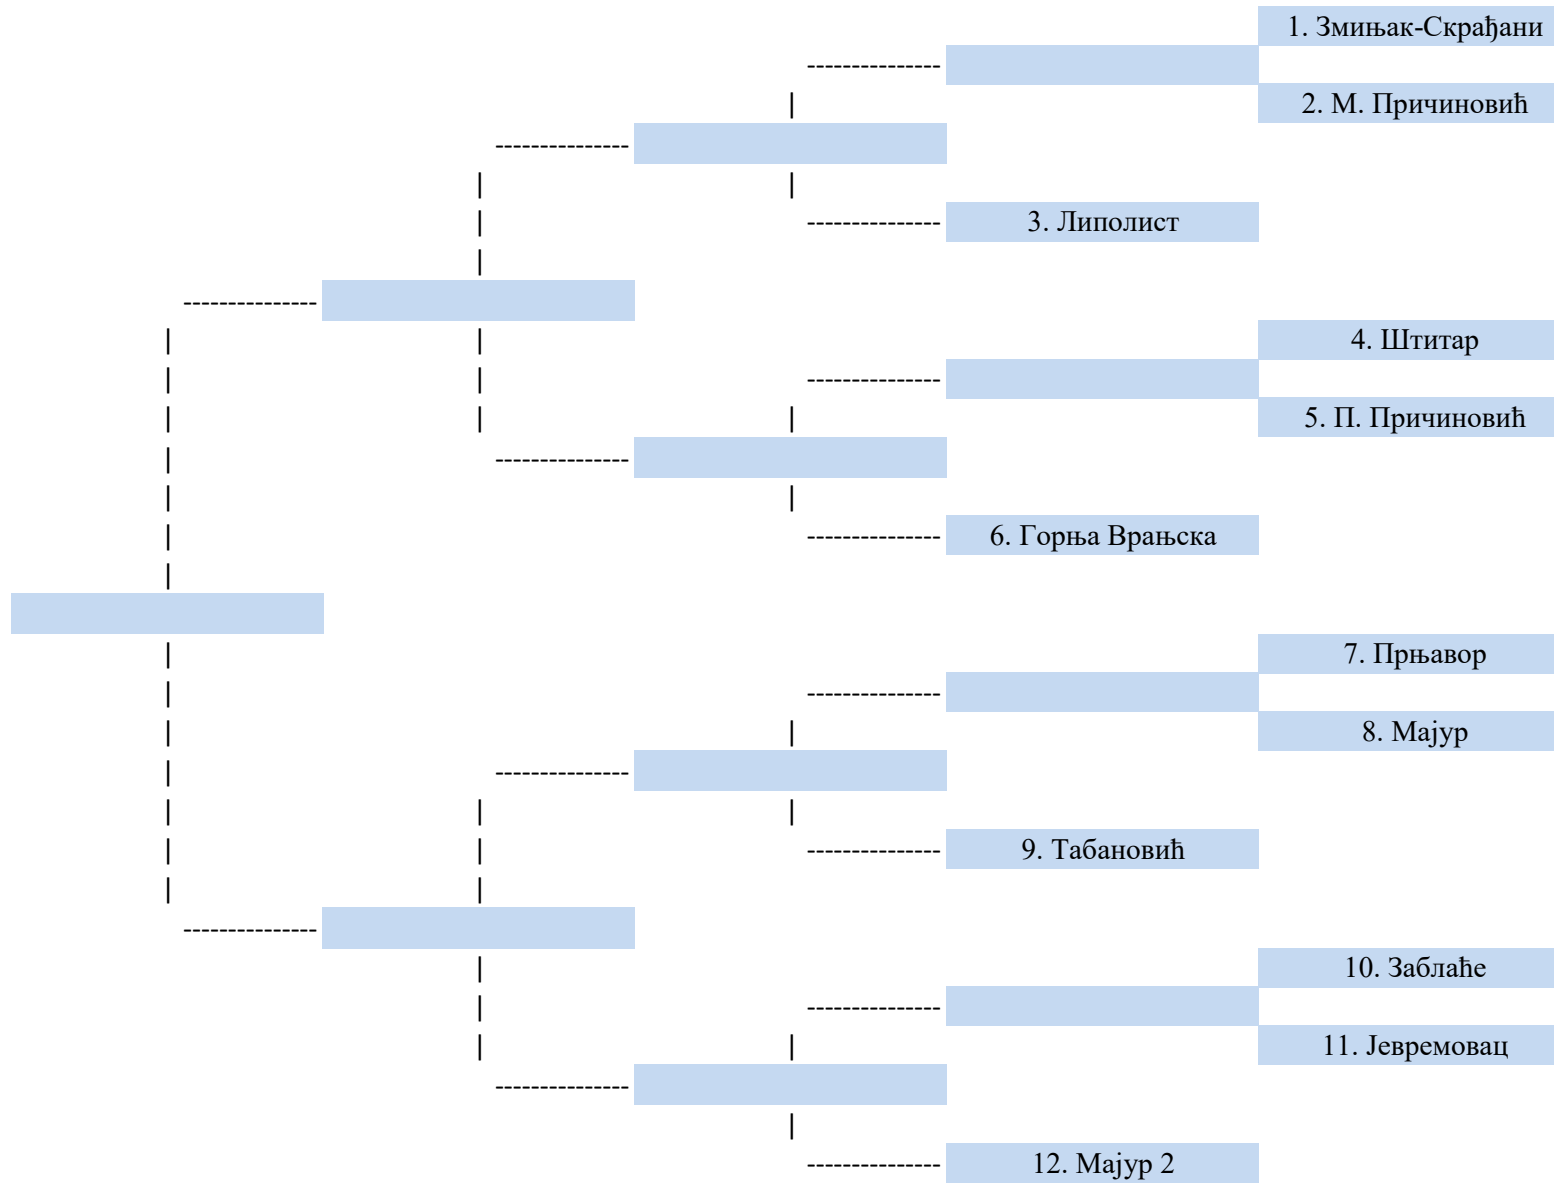 1. Змињак-Скрађани
2. М. Причиновић
3. Липолист
4. Штитар
5. П. Причиновић
6. Горња Врањска
7. Прњавор
8. Мајур
9. Табановић
10. Заблаће
11. Јевремовац
12. Мајур 2